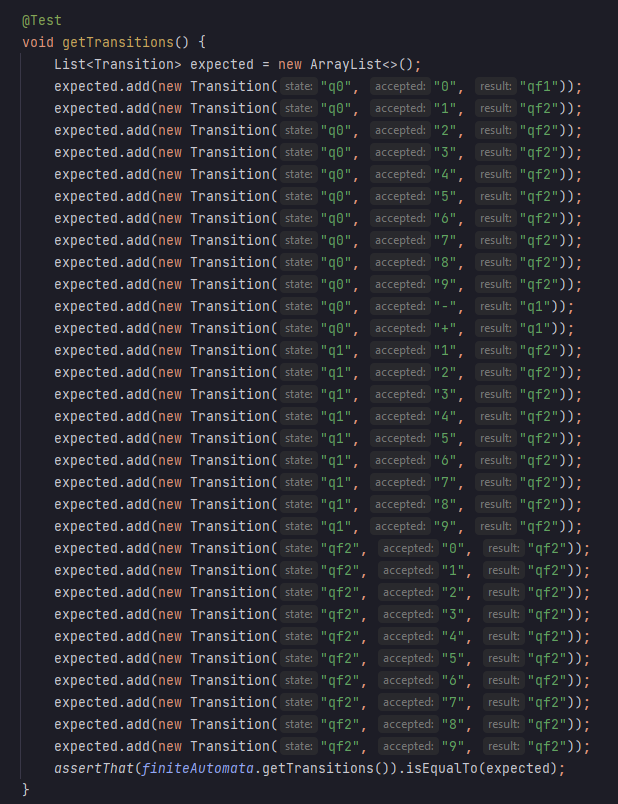 @Test
void getTransitions() {
List<Transition> expected = new ArrayList<>();
expected.add(new Transition( state: "q0", accepted: "0", result: "qf1"));
expected.add(new Transition( state: "q0", accepted: "1", result: "qf2"));
expected.add(new Transition( state: "q0", accepted: "2", result: "qf2"));
expected.add(new Transition( state: "q0", accepted: "3", result: "qf2"));
expected.add(new Transition( state: "q0", accepted: "4", result: "qf2"));
expected.add(new Transition( state: "q0", accepted: "5", result: "qf2"));
expected.add(new Transition( state: "q0", accepted: "6", result: "qf2"));
expected.add(new Transition( state: "q0", accepted: "7", result: "qf2"));
expected.add(new Transition( state: "q0", accepted: "8", result: "qf2"));
expected.add(new Transition( state: "q0", accepted: "9", result: "qf2"));
expected.add(new Transition( state: "q0", accepted: "-", result: "q1"));
expected.add(new Transition( state: "q0", accepted: "+", result: "q1"));
expected.add(new Transition( state: "q1", accepted: "1", result: "qf2"));
expected.add(new Transition( state: "q1", accepted: "2", result: "qf2"));
expected.add(new Transition( state: "q1", accepted: "3", result: "qf2"));
expected.add(new Transition( state: "q1", accepted: "4", result: "qf2"));
expected.add(new Transition( state: "q1", accepted: "5", result: "qf2"));
expected.add(new Transition( state: "q1", accepted: "6", result: "qf2"));
expected.add(new Transition( state: "q1", accepted: "7", result: "qf2"));
expected.add(new Transition( state: "q1", accepted: "8", result: "qf2"));
expected.add(new Transition( state: "q1", accepted: "9", result: "qf2"));
expected.add(new Transition( state: "qf2", accepted: "0", result: "qf2"));
expected.add(new Transition( state: "qf2", accepted: "1", result: "qf2"));
expected.add(new Transition( state: "qf2", accepted: "2", result: "qf2"));
expected.add(new Transition( state: "qf2", accepted: "3", result: "qf2"));
expected.add(new Transition( state: "qf2", accepted: "4", result: "qf2"));
expected.add(new Transition( state: "qf2", accepted: "5", result: "qf2"));
expected.add(new Transition( state: "qf2", accepted: "6", result: "qf2"));
expected.add(new Transition( state: "qf2", accepted: "7", result: "qf2"));
expected.add(new Transition( state: "qf2", accepted: "8", result: "qf2"));
expected.add(new Transition( state: "qf2", accepted: "9", result: "qf2"));
assertThat(finiteAutomata.getTransitions()).isEqualTo(expected);
}